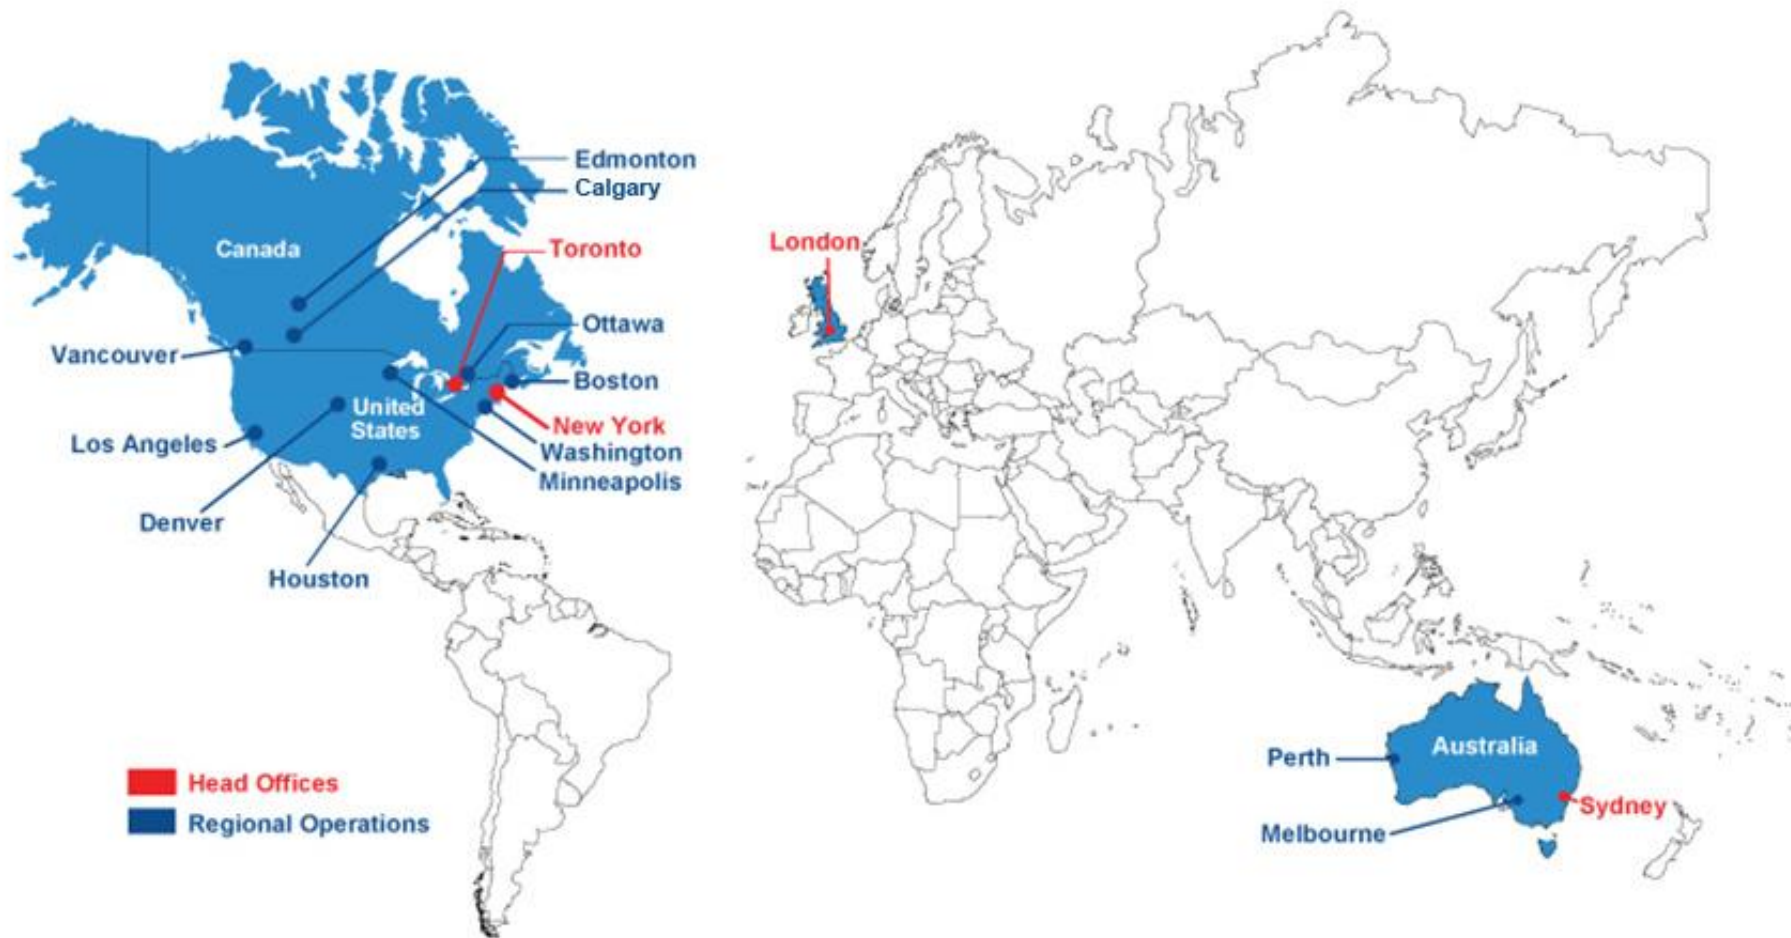 Edmonton
Calgary
Canada
Toronto
London
Ottawa
Vancouver
Boston
United
States
New York
Los Angeles
Washington
Minneapolis
Denver
Houston
Australia
Perth
Head Offices
Sydney
Regional Operations
Melbourne